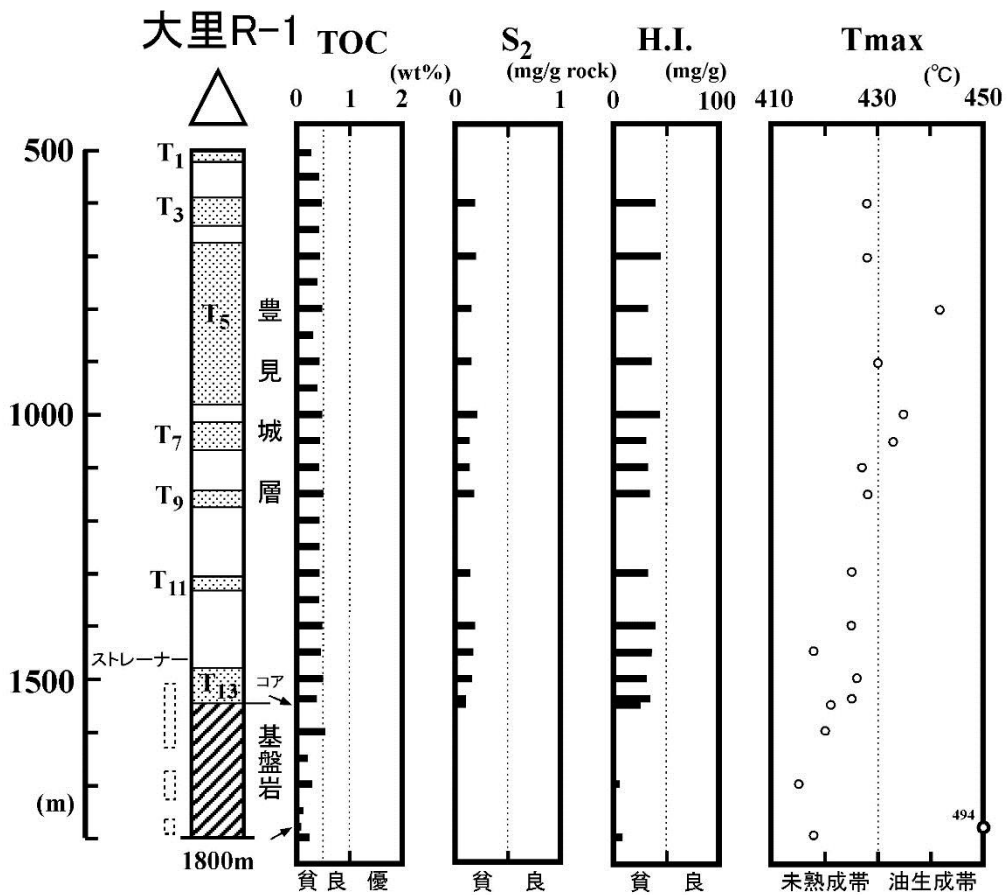 大里R-1
TOC S2 H.I. Tmax
(wt%) (mg/g rock) (mg/g) (℃)
0 1 2 0 1 0 100 410 430 450
500
T1
T3
T5
豊見城層
1000
T7
T9
T11
ストレーナー
1500
T13
コア
基盤岩
(m)
494
1800m
貧 良 優 貧 良 貧 良 未熟成帯 油生成帯